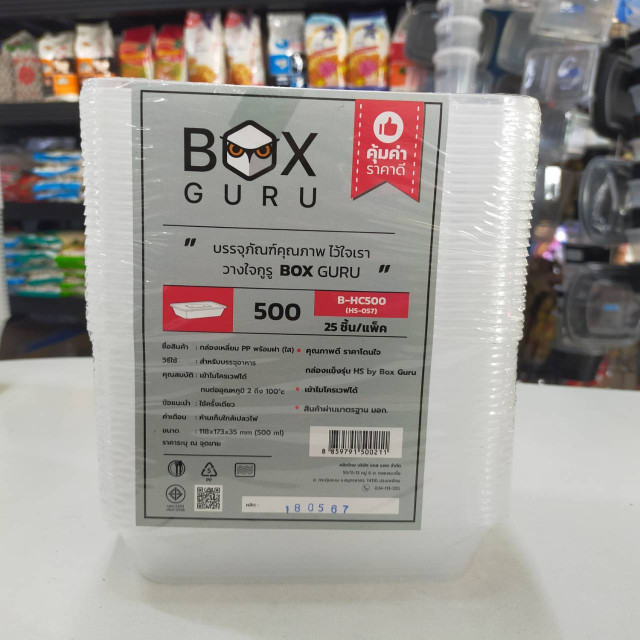 BOX
GURU
คุ้มค่า
ราคาดี
" บรรจุภัณฑ์คุณภาพ ไว้ใจเรา
วางใจกูรู BOX GURU "
500
B-HC500
(HS-057)
25 ชิ้น/แพ็ค
ชื่อสินค้า : กล่องเหลี่ยม PP พร้อมฝา (ใส)
วิธีใช้ : สำหรับบรรจุอาหาร
คุณสมบัติ : เข้าไมโครเวฟได้
ทนต่ออุณหภูมิ 2 ถึง 100°c
ข้อแนะนำ : ใช้ครั้งเดียว
คำเตือน : ห้ามเก็บใกล้เปลวไฟ
ขนาด : 118x173x35 mm (500 ml)
ราคาระบุ ณ จุดขาย
• คุณภาพดี ราคาโดนใจ
กล่องแข็งรุ่น HS by Box Guru
• เข้าไมโครเวฟได้
• สินค้าผ่านมาตรฐาน มอก.
8 859791 500211
PP
ผลิต :
180567